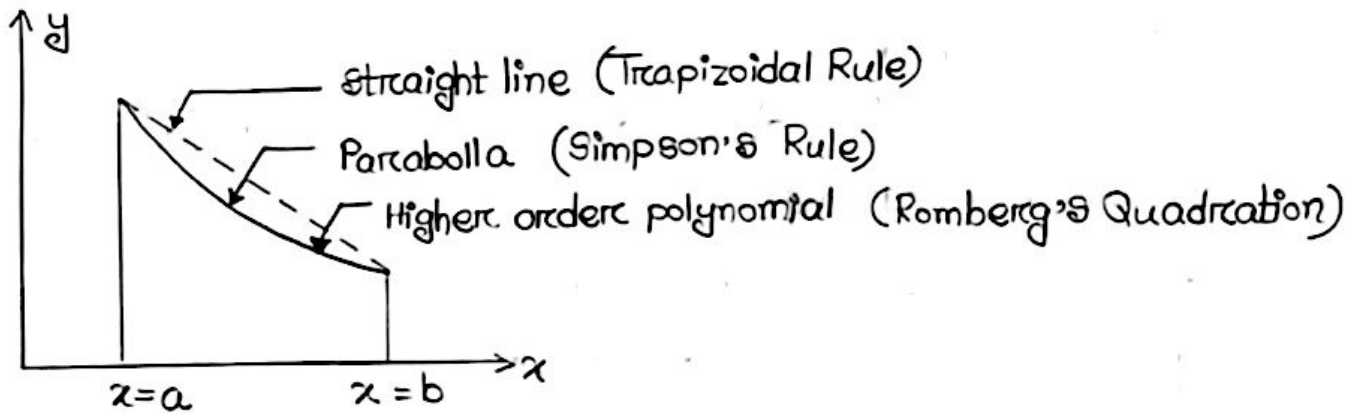 y
straight line (Trapizoidal Rule)
Parabolla (Simpson's Rule)
Higher order polynomial (Romberg's Quadration)
x
x=a
x=b